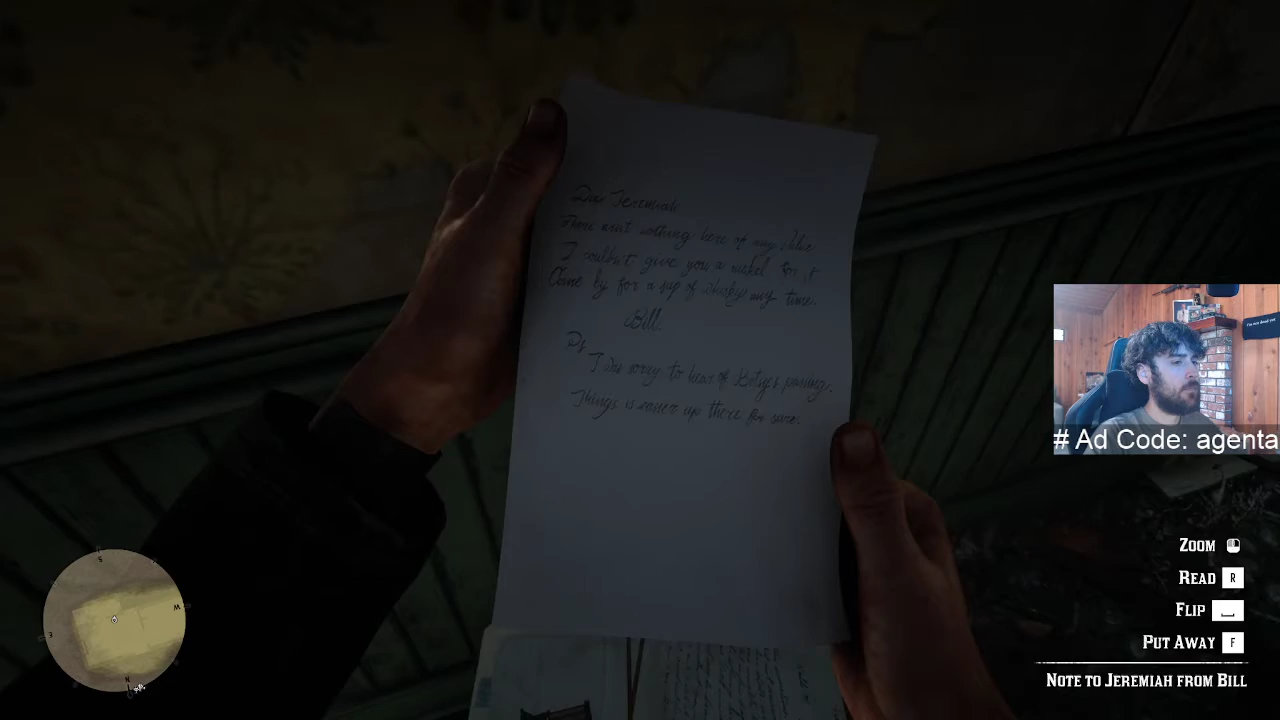 Dear Jeremiah
There aint nothing here of any value
I couldn't give you a nickel for it
Come by for a sup of whisky any time.
Bill.
Ps
I was sorry to hear of Betsy's passing.
Things is easier up there for sure.
# Ad Code: agenta
ZOOM
READ R
FLIP
PUT AWAY F
NOTE TO JEREMIAH FROM BILL
S
W
E
N